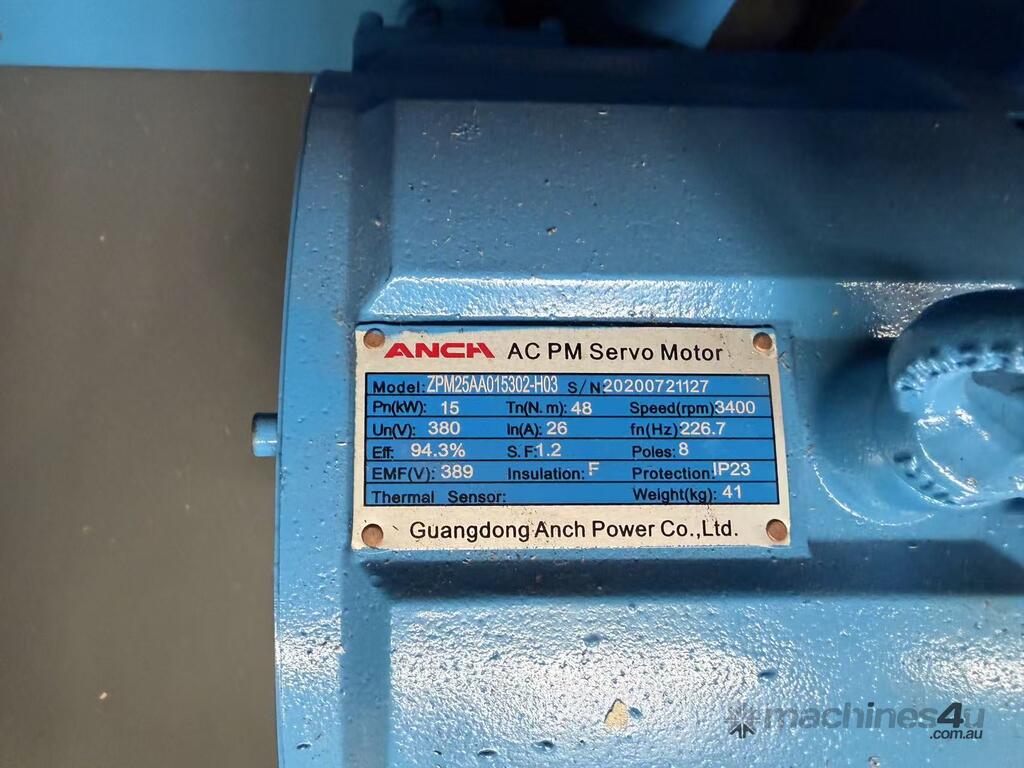 ANCH AC PM Servo Motor
Model: ZPM25AA015302-H03 S/N: 20200721127
Pn(kW): 15 Tn(N.m): 48 Speed(rpm) 3400
Un(V): 380 In(A): 26 fn(Hz) 226.7
Eff: 94.3% S.F: 1.2 Poles: 8
EMF(V): 389 Insulation: F Protection: IP23
Thermal Sensor: Weight(kg): 41
Guangdong Anch Power Co.,Ltd.
machines4u
.com.au